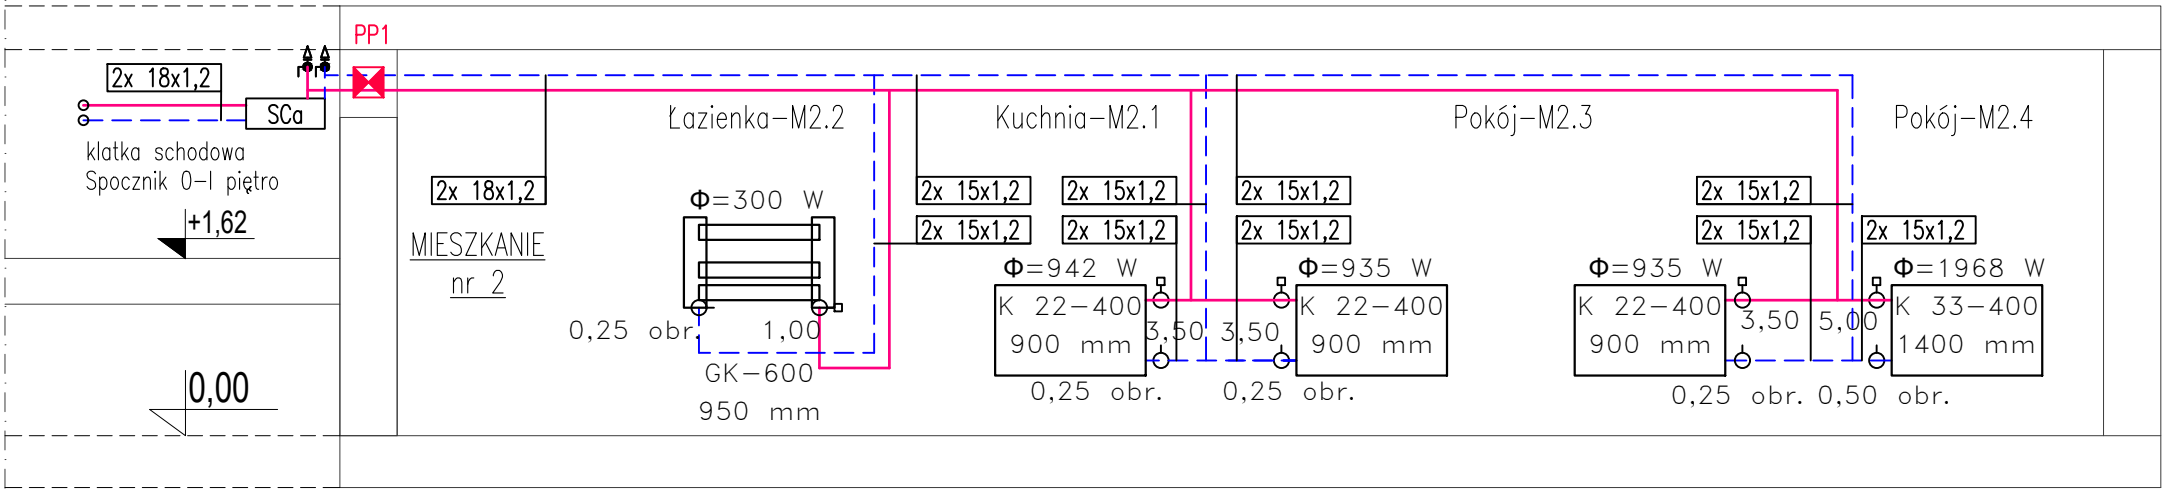 PP1
2x 18x1,2
SCa
klatka schodowa
Spocznik 0-I piętro
+1,62
0,00
2x 18x1,2
MIESZKANIE
nr 2
Łazienka-M2.2
Φ=300 W
0,25 obr.
1,00
GK-600
950 mm
Kuchnia-M2.1
2x 15x1,2
2x 15x1,2
2x 15x1,2
2x 15x1,2
Φ=942 W
K 22-400
900 mm
3,50
0,25 obr.
Pokój-M2.3
2x 15x1,2
2x 15x1,2
Φ=935 W
K 22-400
900 mm
3,50
0,25 obr.
2x 15x1,2
2x 15x1,2
Φ=935 W
K 22-400
900 mm
3,50
0,25 obr.
Pokój-M2.4
2x 15x1,2
Φ=1968 W
K 33-400
1400 mm
5,00
0,50 obr.